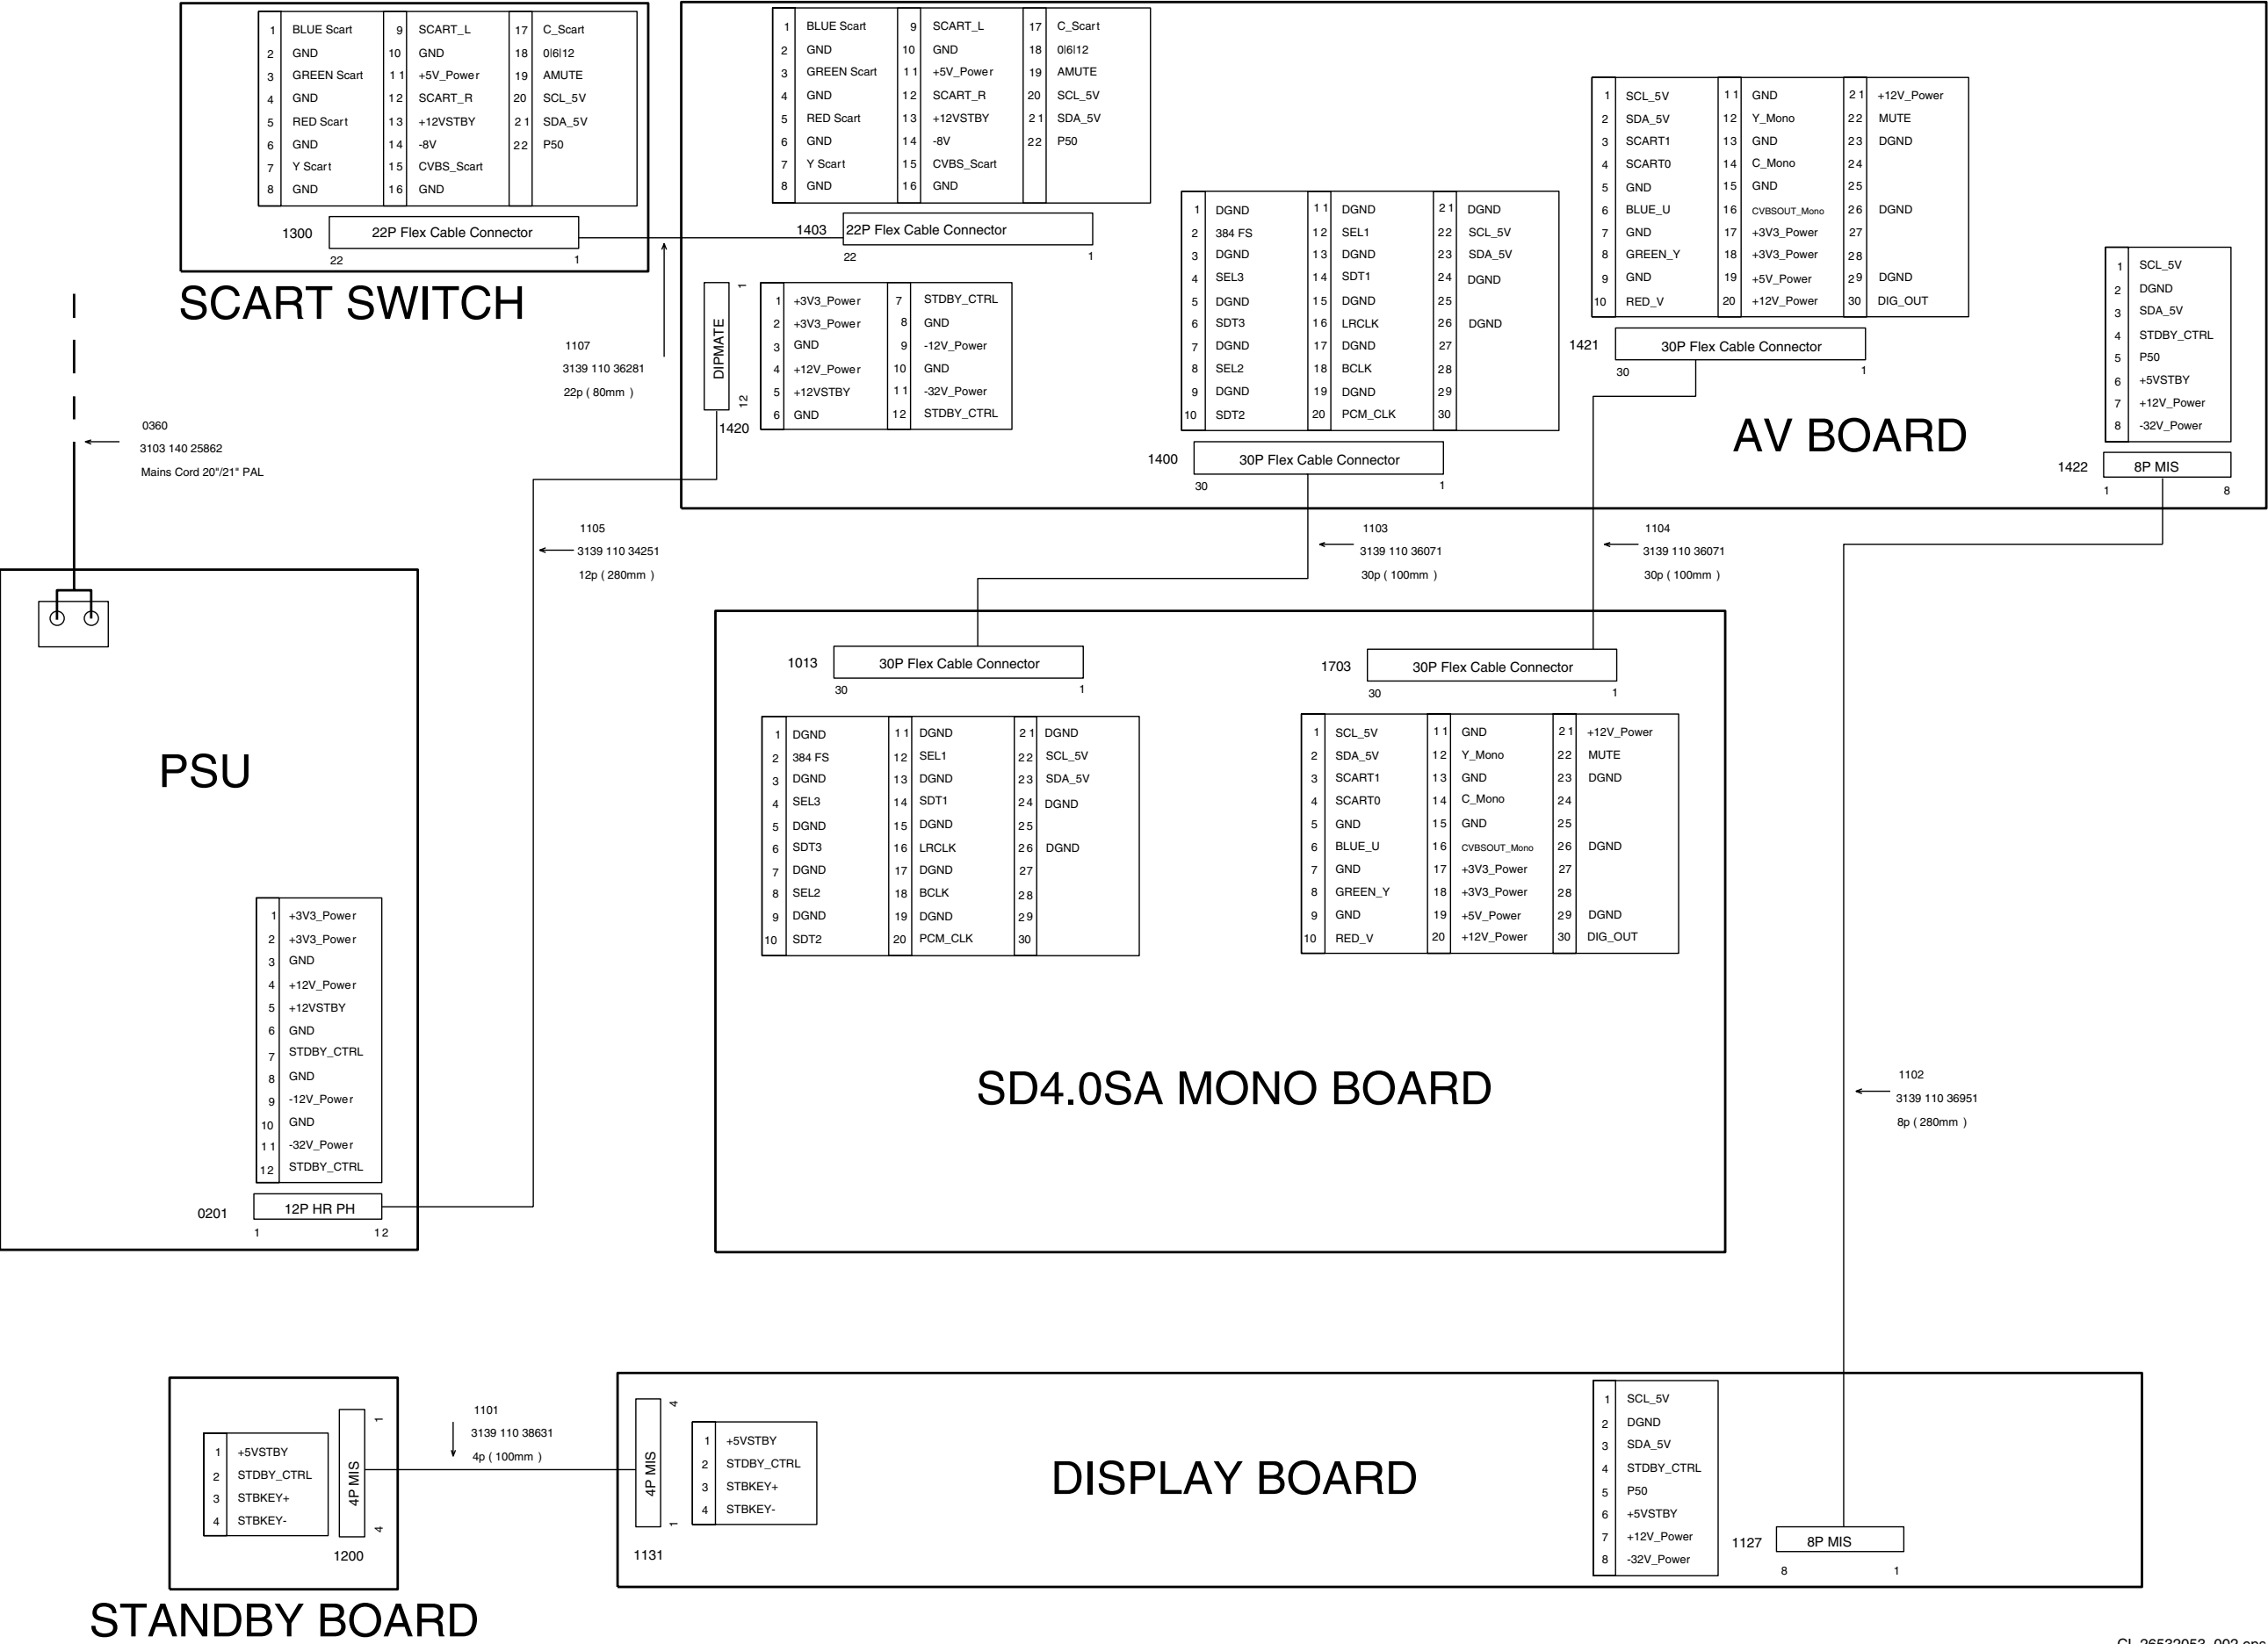 1 BLUE Scart 9 SCART_L 17 C_Scart
2 GND 10 GND 18 0|6|12
3 GREEN Scart 11 +5V_Power 19 AMUTE
4 GND 12 SCART_R 20 SCL_5V
5 RED Scart 13 +12VSTBY 21 SDA_5V
6 GND 14 -8V 22 P50
7 Y Scart 15 CVBS_Scart
8 GND 16 GND
1300 22P Flex Cable Connector
22 1
SCART SWITCH
1 BLUE Scart 9 SCART_L 17 C_Scart
2 GND 10 GND 18 0|6|12
3 GREEN Scart 11 +5V_Power 19 AMUTE
4 GND 12 SCART_R 20 SCL_5V
5 RED Scart 13 +12VSTBY 21 SDA_5V
6 GND 14 -8V 22 P50
7 Y Scart 15 CVBS_Scart
8 GND 16 GND
1403 22P Flex Cable Connector
22 1
1107
3139 110 36281
22p ( 80mm )
DIPMATE
1
12
1420
1 +3V3_Power 7 STDBY_CTRL
2 +3V3_Power 8 GND
3 GND 9 -12V_Power
4 +12V_Power 10 GND
5 +12VSTBY 11 -32V_Power
6 GND 12 STDBY_CTRL
1 DGND 11 DGND 21 DGND
2 384 FS 12 SEL1 22 SCL_5V
3 DGND 13 DGND 23 SDA_5V
4 SEL3 14 SDT1 24 DGND
5 DGND 15 DGND 25
6 SDT3 16 LRCLK 26 DGND
7 DGND 17 DGND 27
8 SEL2 18 BCLK 28
9 DGND 19 DGND 29
10 SDT2 20 PCM_CLK 30
1400 30P Flex Cable Connector
30 1
1 SCL_5V 11 GND 21 +12V_Power
2 SDA_5V 12 Y_Mono 22 MUTE
3 SCART1 13 GND 23 DGND
4 SCART0 14 C_Mono 24
5 GND 15 GND 25
6 BLUE_U 16 CVBSOUT_Mono 26 DGND
7 GND 17 +3V3_Power 27
8 GREEN_Y 18 +3V3_Power 28
9 GND 19 +5V_Power 29 DGND
10 RED_V 20 +12V_Power 30 DIG_OUT
1421 30P Flex Cable Connector
30 1
AV BOARD
1 SCL_5V
2 DGND
3 SDA_5V
4 STDBY_CTRL
5 P50
6 +5VSTBY
7 +12V_Power
8 -32V_Power
1422 8P MIS
1 8
0360
3103 140 25862
Mains Cord 20"/21" PAL
1105
3139 110 34251
12p ( 280mm )
1103
3139 110 36071
30p ( 100mm )
1104
3139 110 36071
30p ( 100mm )
PSU
1 +3V3_Power
2 +3V3_Power
3 GND
4 +12V_Power
5 +12VSTBY
6 GND
7 STDBY_CTRL
8 GND
9 -12V_Power
10 GND
11 -32V_Power
12 STDBY_CTRL
0201 12P HR PH
1 12
1013 30P Flex Cable Connector
30 1
1 DGND 11 DGND 21 DGND
2 384 FS 12 SEL1 22 SCL_5V
3 DGND 13 DGND 23 SDA_5V
4 SEL3 14 SDT1 24 DGND
5 DGND 15 DGND 25
6 SDT3 16 LRCLK 26 DGND
7 DGND 17 DGND 27
8 SEL2 18 BCLK 28
9 DGND 19 DGND 29
10 SDT2 20 PCM_CLK 30
1703 30P Flex Cable Connector
30 1
1 SCL_5V 11 GND 21 +12V_Power
2 SDA_5V 12 Y_Mono 22 MUTE
3 SCART1 13 GND 23 DGND
4 SCART0 14 C_Mono 24
5 GND 15 GND 25
6 BLUE_U 16 CVBSOUT_Mono 26 DGND
7 GND 17 +3V3_Power 27
8 GREEN_Y 18 +3V3_Power 28
9 GND 19 +5V_Power 29 DGND
10 RED_V 20 +12V_Power 30 DIG_OUT
SD4.0SA MONO BOARD
1102
3139 110 36951
8p ( 280mm )
1 +5VSTBY
2 STDBY_CTRL
3 STBKEY+
4 STBKEY-
4P MIS
1
4
1200
STANDBY BOARD
1101
3139 110 38631
4p ( 100mm )
4
4P MIS
1
1131
1 +5VSTBY
2 STDBY_CTRL
3 STBKEY+
4 STBKEY-
DISPLAY BOARD
1 SCL_5V
2 DGND
3 SDA_5V
4 STDBY_CTRL
5 P50
6 +5VSTBY
7 +12V_Power
8 -32V_Power
1127 8P MIS
8 1